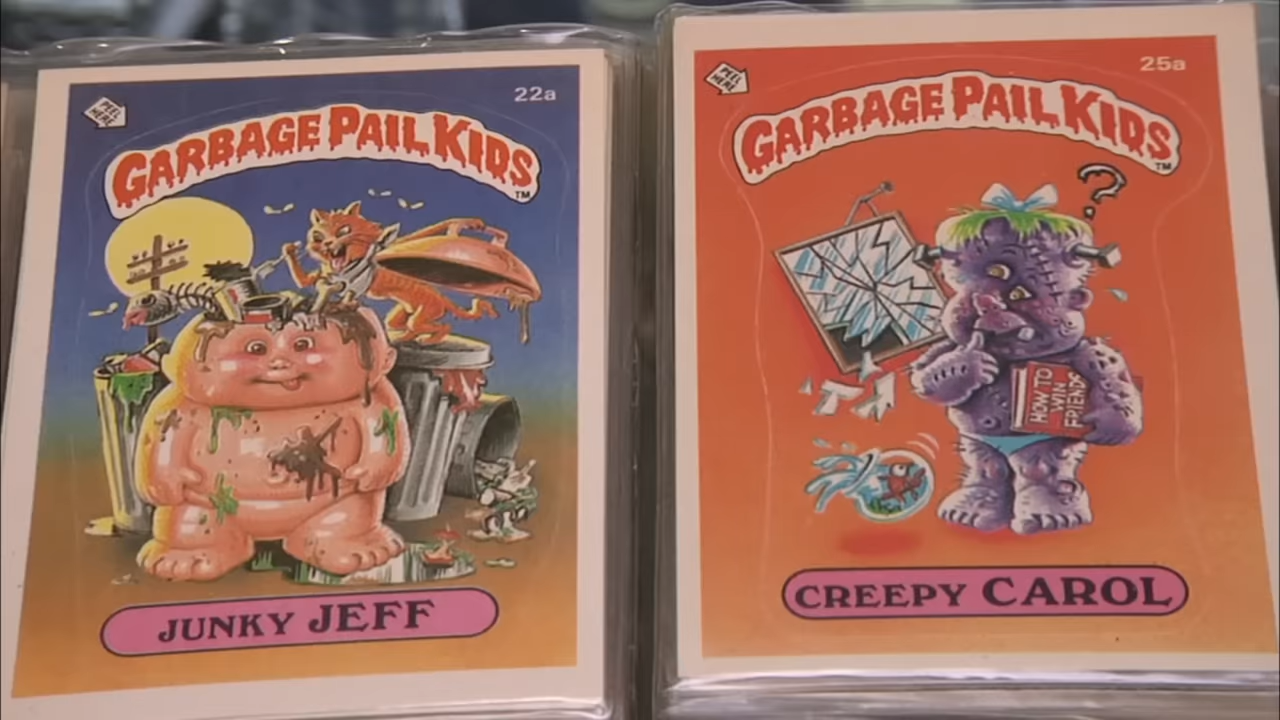 PEEL
HERE
22a
GARBAGE PAIL KIDS
TM
JUNKY JEFF
PEEL
HERE
25a
GARBAGE PAIL KIDS
TM
?
HOW TO
WIN
FRIENDS
CREEPY CAROL